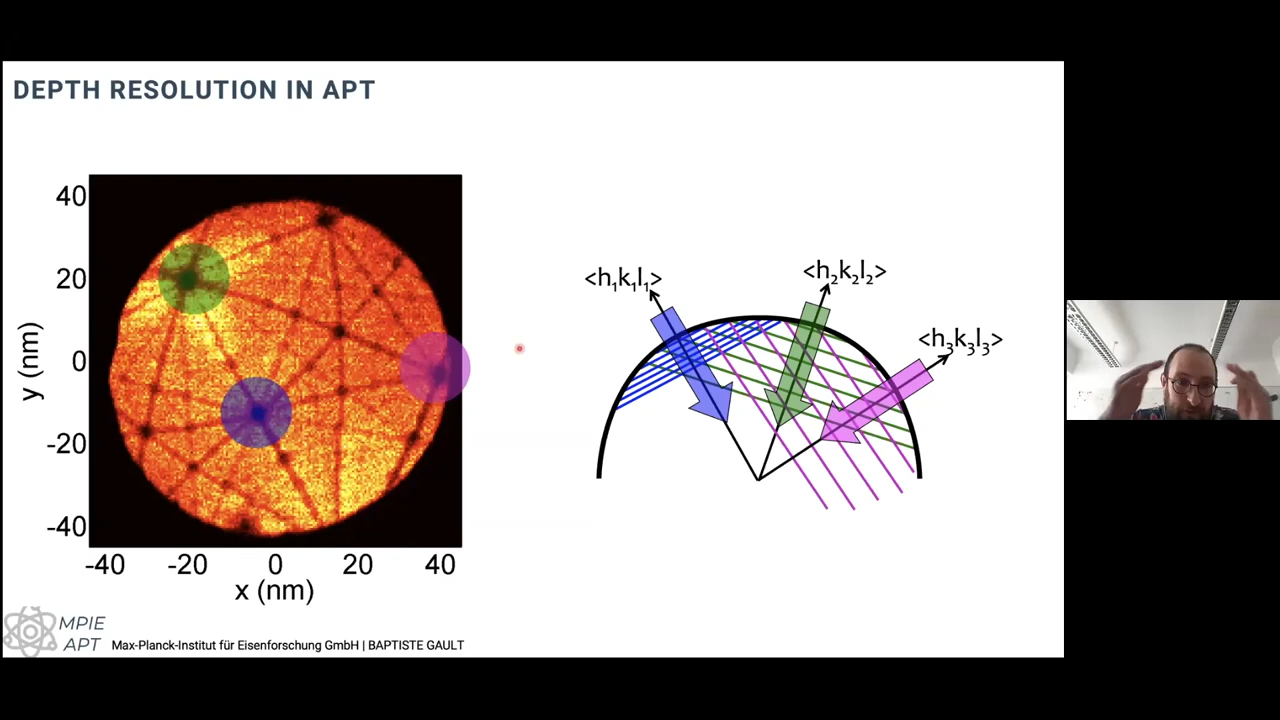 DEPTH RESOLUTION IN APT
40
20
0
-20
-40
y (nm)
-40 -20 0 20 40
x (nm)
<h₁k₁l₁>
<h₂k₂l₂>
<h₃k₃l₃>
MPIE
APT
Max-Planck-Institut für Eisenforschung GmbH | BAPTISTE GAULT